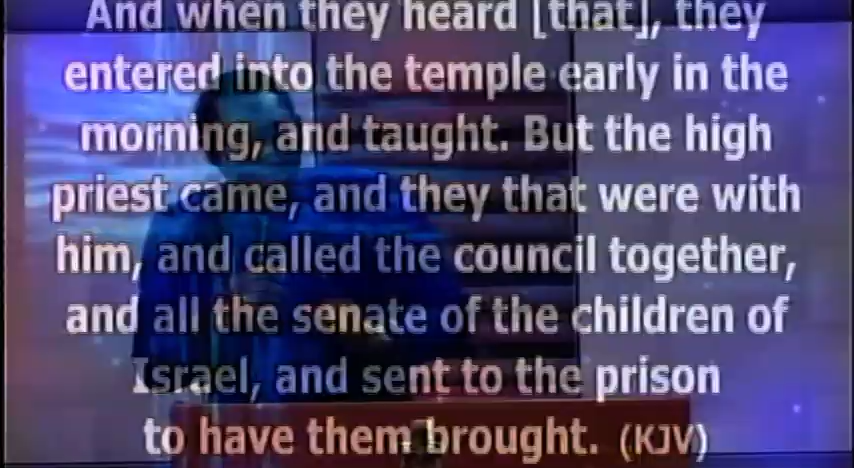 And when they heard [that], they
entered into the temple early in the
morning, and taught. But the high
priest came, and they that were with
him, and called the council together,
and all the senate of the children of
Israel, and sent to the prison
to have them brought. (KJV)